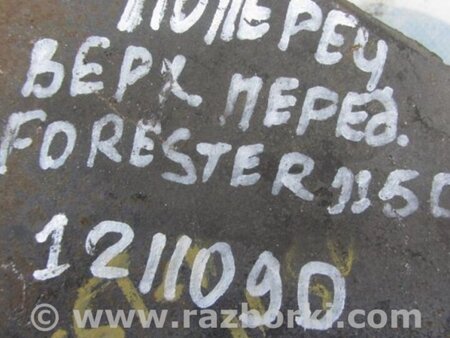 ПОПЕРЕЧ
ВЕРХ ПЕРЕД.
FORESTER
1211090
© www.razborki.com